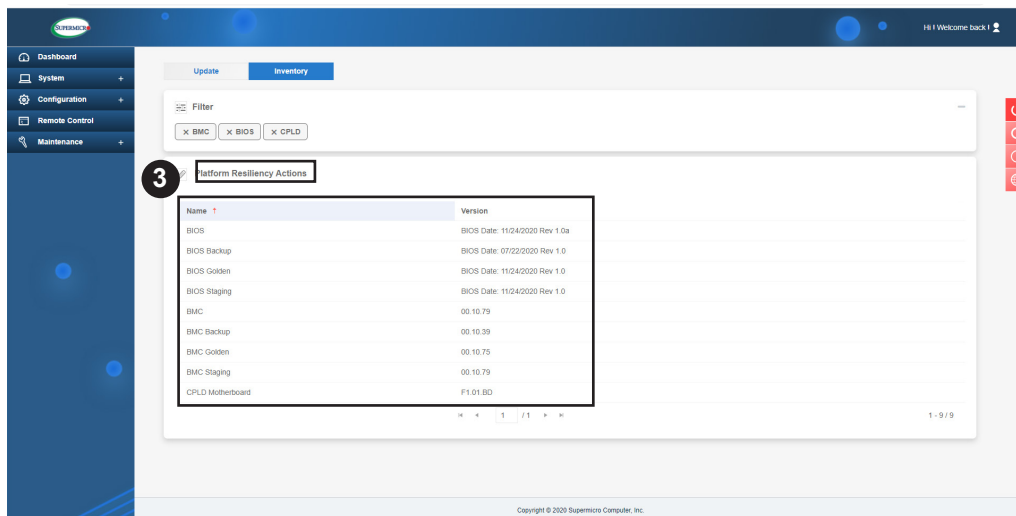 SUPERMICR
Hi ! Welcome back !
Dashboard
System +
Configuration +
Remote Control
Maintenance +
Update Inventory
Filter
× BMC × BIOS × CPLD
3 Platform Resiliency Actions
Name ↑ Version
BIOS BIOS Date: 11/24/2020 Rev 1.0a
BIOS Backup BIOS Date: 07/22/2020 Rev 1.0
BIOS Golden BIOS Date: 11/24/2020 Rev 1.0
BIOS Staging BIOS Date: 11/24/2020 Rev 1.0
BMC 00.10.79
BMC Backup 00.10.39
BMC Golden 00.10.75
BMC Staging 00.10.79
CPLD Motherboard F1.01.BD
1 / 1 1 - 9 / 9
Copyright © 2020 Supermicro Computer, Inc.